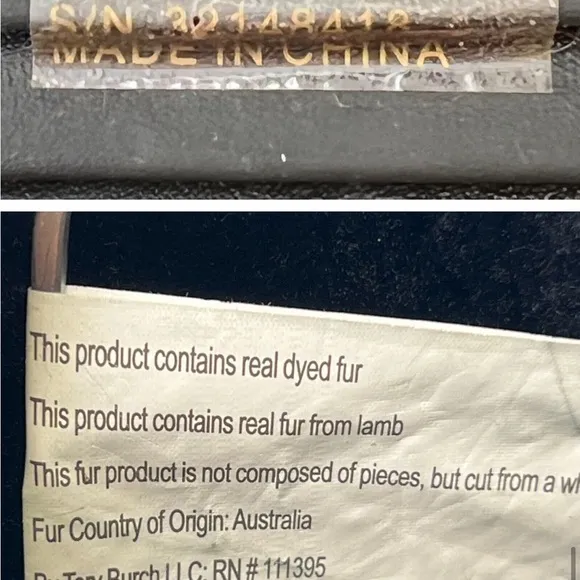 S/N 32148418
MADE IN CHINA
This product contains real dyed fur
This product contains real fur from lamb
This fur product is not composed of pieces, but cut from a wh
Fur Country of Origin: Australia
By Tory Burch LLC: RN # 111395